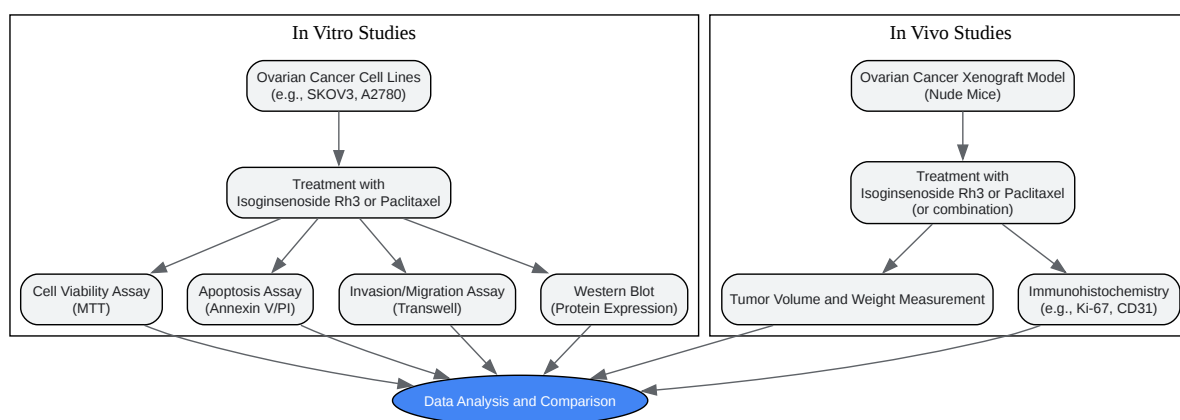 In Vitro Studies
Ovarian Cancer Cell Lines
(e.g., SKOV3, A2780)
Treatment with
Isoginsenoside Rh3 or Paclitaxel
Cell Viability Assay
(MTT)
Apoptosis Assay
(Annexin V/PI)
Invasion/Migration Assay
(Transwell)
Western Blot
(Protein Expression)
In Vivo Studies
Ovarian Cancer Xenograft Model
(Nude Mice)
Treatment with
Isoginsenoside Rh3 or Paclitaxel
(or combination)
Tumor Volume and Weight Measurement
Immunohistochemistry
(e.g., Ki-67, CD31)
Data Analysis and Comparison